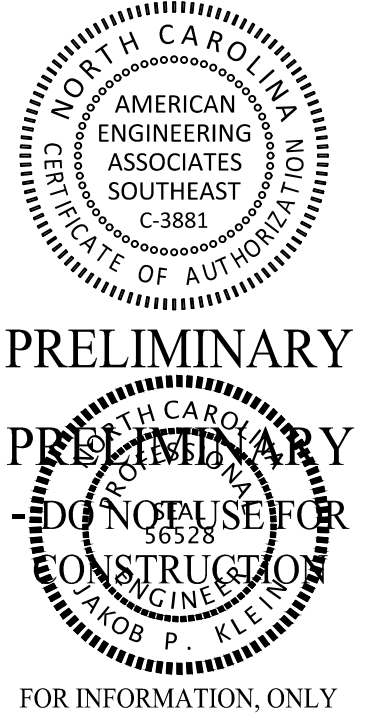 NORTH CAROLINA
AMERICAN
ENGINEERING
ASSOCIATES
SOUTHEAST
C-3881
CERTIFICATE OF AUTHORIZATION
PRELIMINARY
PRELIMINARY
NORTH CAROLINA
PROFESSIONAL
- DO NOT USE FOR
SEAL
56528
CONSTRUCTION
ENGINEER
JAKOB P. KLEIN
FOR INFORMATION, ONLY